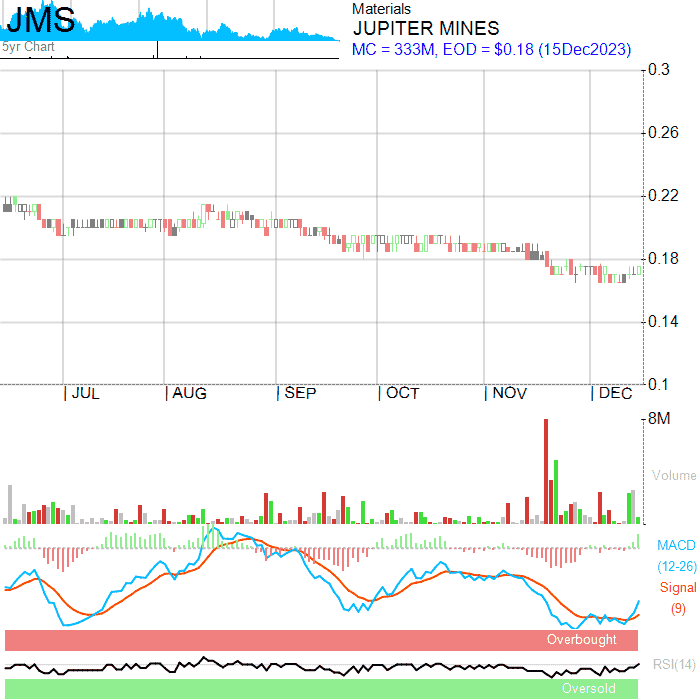 JMS
5yr Chart
Materials
JUPITER MINES
MC = 333M, EOD = $0.18 (15Dec2023)
0.3
0.26
0.22
0.18
0.14
0.1
JUL AUG SEP OCT NOV DEC
8M
Volume
MACD
(12-26)
Signal
(9)
Overbought
RSI(14)
Oversold